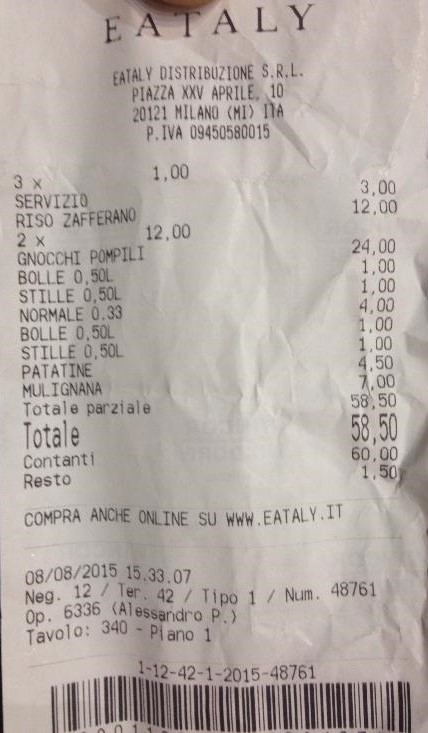 EATALY
EATALY DISTRIBUZIONE S.R.L.
PIAZZA XXV APRILE, 10
20121 MILANO (MI) ITA
P.IVA 09450580015
3 x 1,00
SERVIZIO 3,00
RISO ZAFFERANO 12,00
2 x 12,00
GNOCCHI POMPILI 24,00
BOLLE 0,50L 1,00
STILLE 0,50L 1,00
NORMALE 0.33 4,00
BOLLE 0,50L 1,00
STILLE 0,50L 1,00
PATATINE 4,50
MULIGNANA 7,00
Totale parziale 58,50
Totale 58,50
Contanti 60,00
Resto 1,50
COMPRA ANCHE ONLINE SU WWW.EATALY.IT
08/08/2015 15.33.07
Neg. 12 / Ter. 42 / Tipo 1 / Num. 48761
Op. 6336 (Alessandro P.)
Tavolo: 340 - Piano 1
1-12-42-1-2015-48761